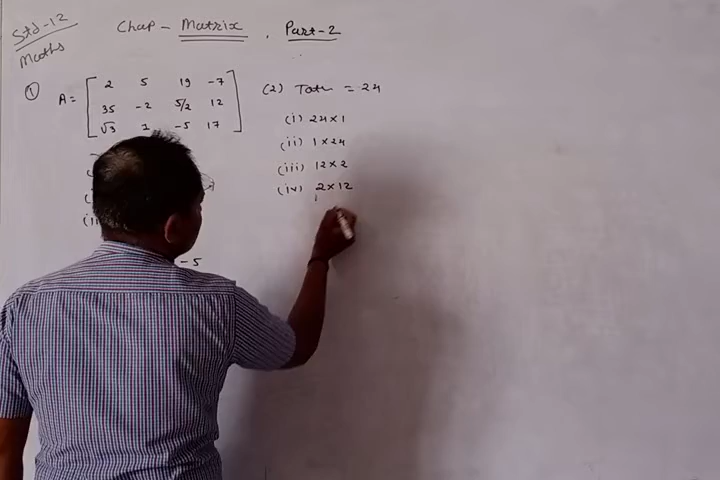 Std-12
Maths
Chap - Matrix . Part-2
① A = [ 2 5 19 -7
35 -2 5/2 12
√3 1 -5 17 ]
(2) Total = 24
(i) 24×1
(ii) 1×24
(iii) 12×2
(iv) 2×12
(ii
-5